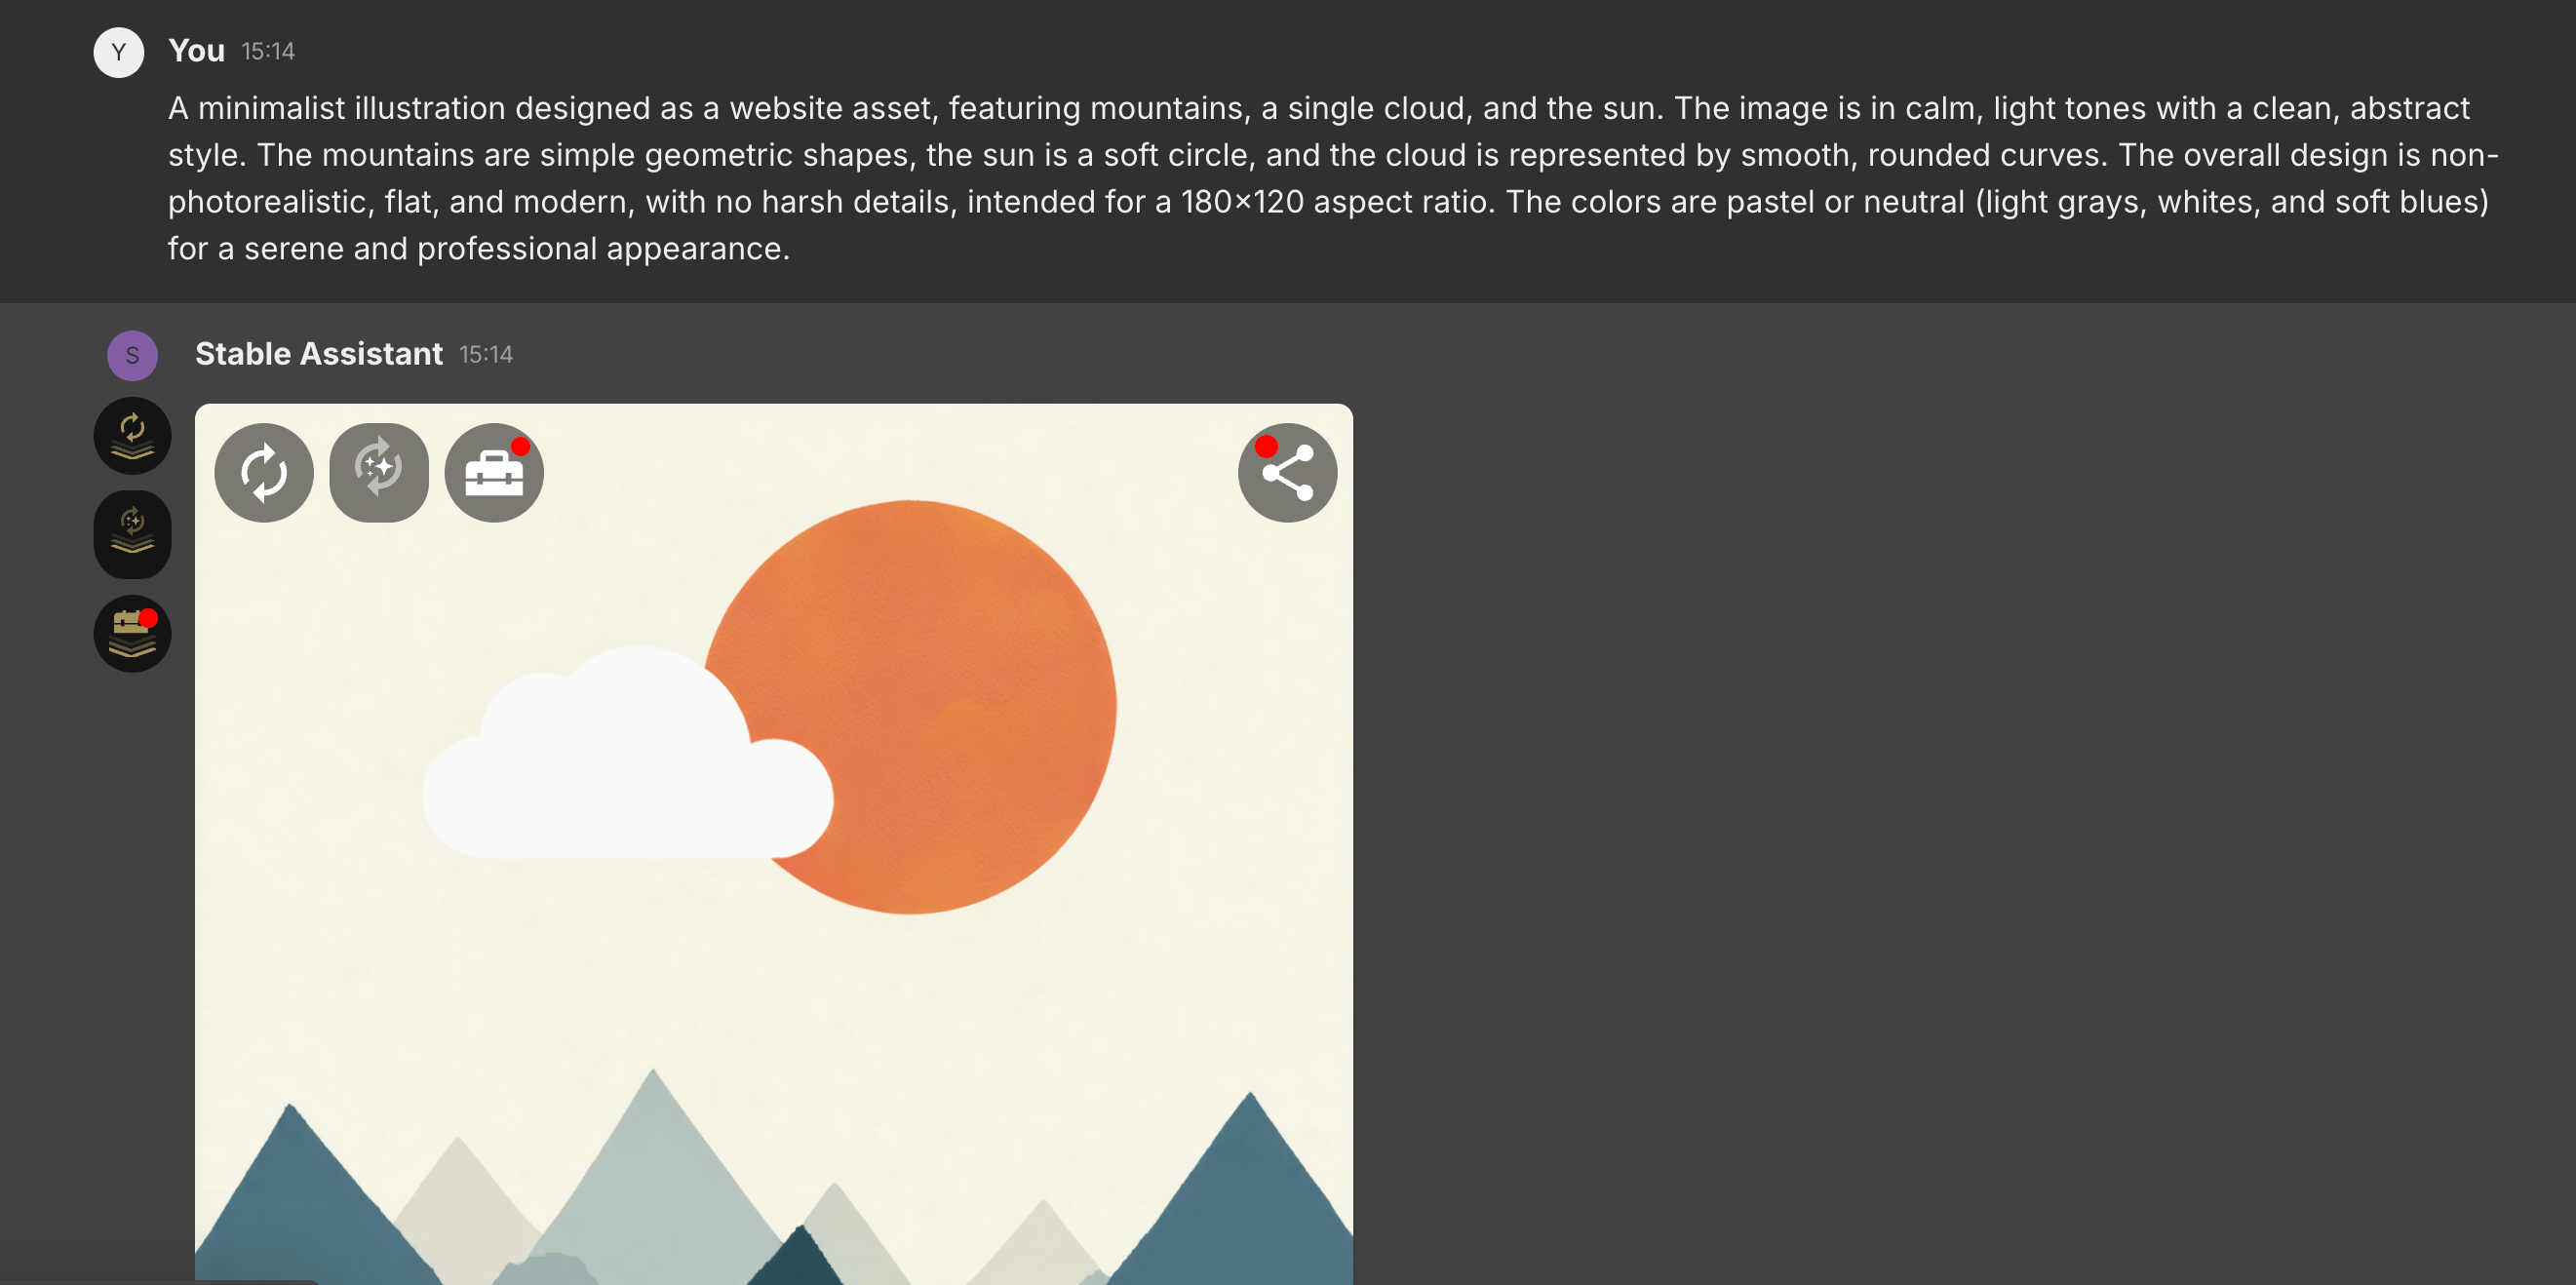 Y
You 15:14
A minimalist illustration designed as a website asset, featuring mountains, a single cloud, and the sun. The image is in calm, light tones with a clean, abstract
style. The mountains are simple geometric shapes, the sun is a soft circle, and the cloud is represented by smooth, rounded curves. The overall design is non-
photorealistic, flat, and modern, with no harsh details, intended for a 180×120 aspect ratio. The colors are pastel or neutral (light grays, whites, and soft blues)
for a serene and professional appearance.
S
Stable Assistant 15:14